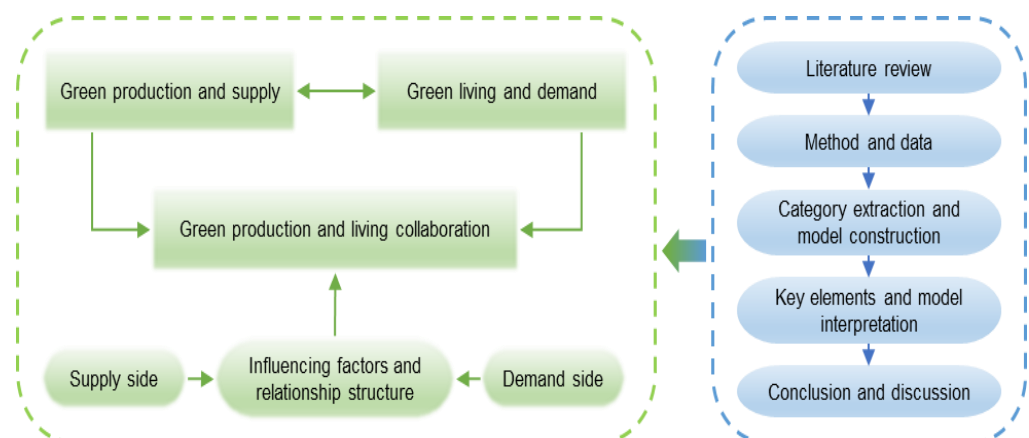 Green production and supply
Green living and demand
Green production and living collaboration
Supply side
Influencing factors and
relationship structure
Demand side
Literature review
Method and data
Category extraction and
model construction
Key elements and model
interpretation
Conclusion and discussion